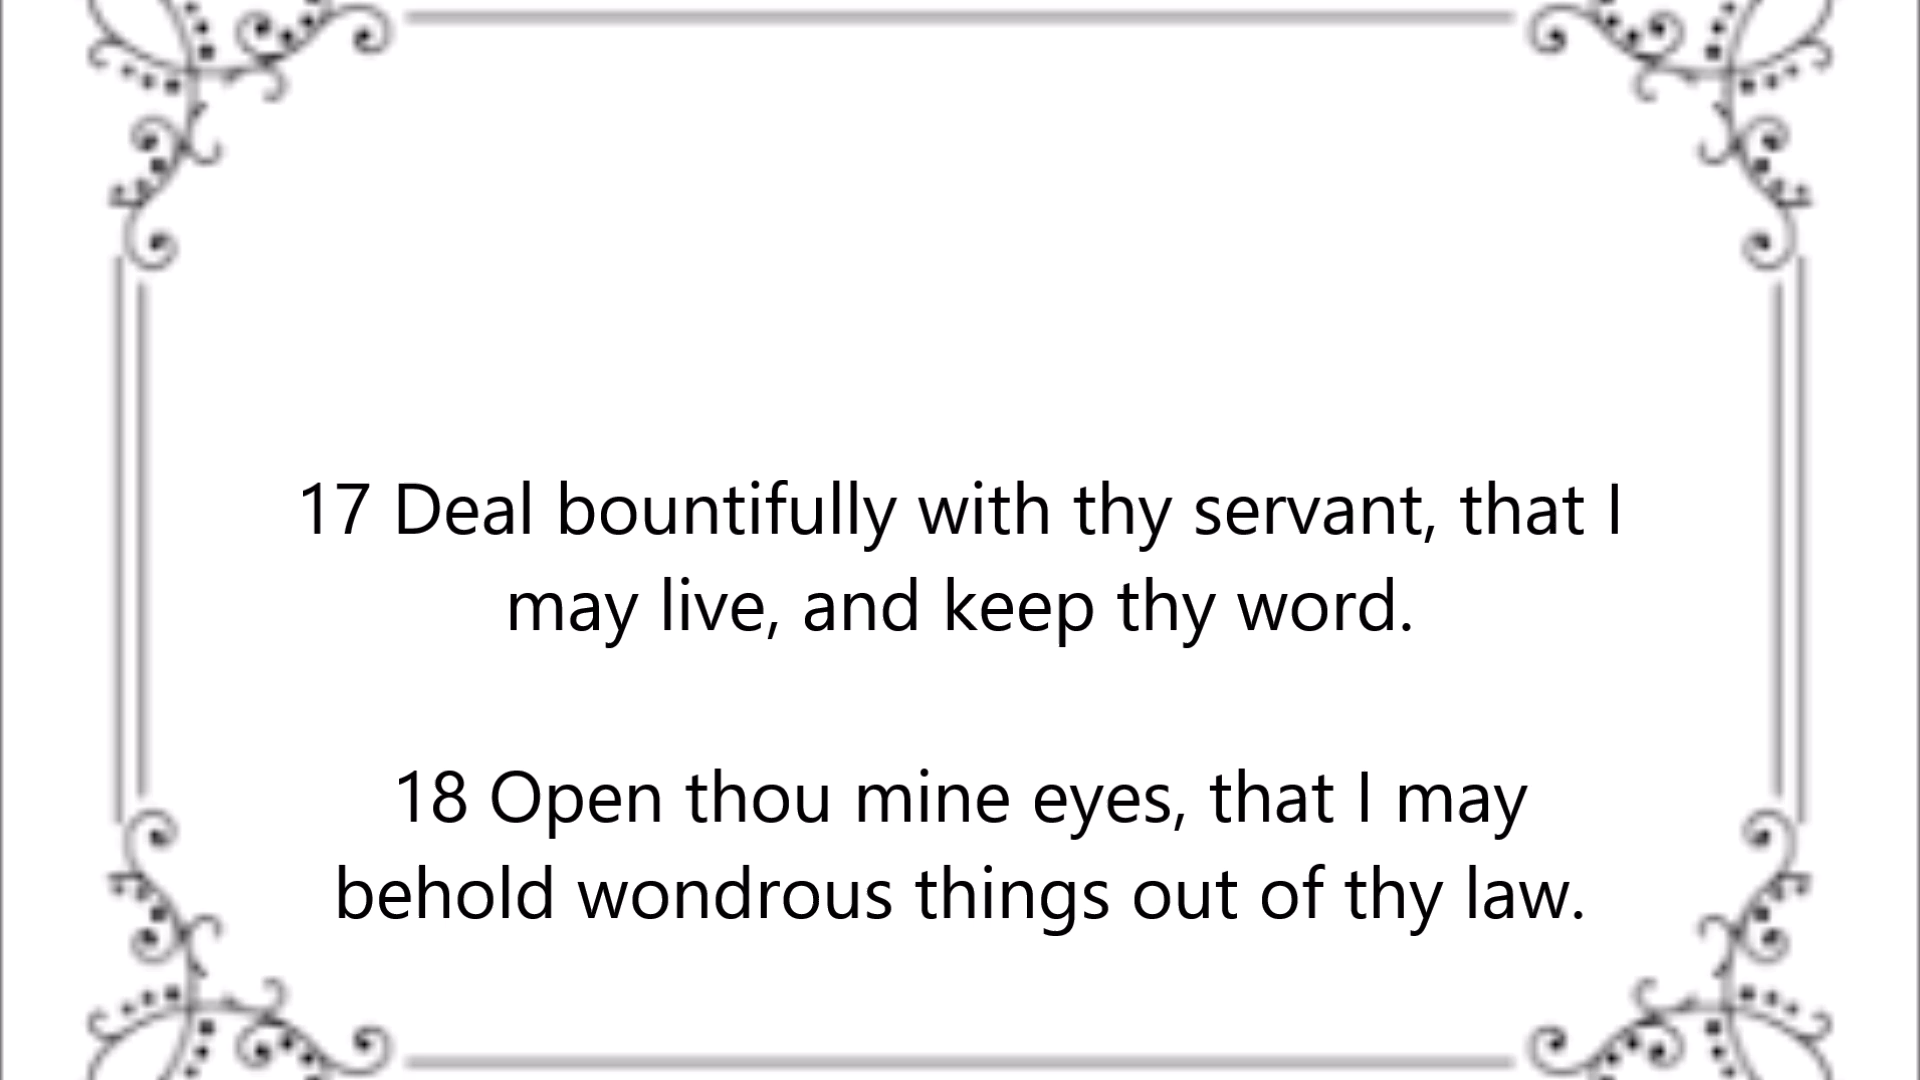 17 Deal bountifully with thy servant, that I
may live, and keep thy word.
18 Open thou mine eyes, that I may
behold wondrous things out of thy law.